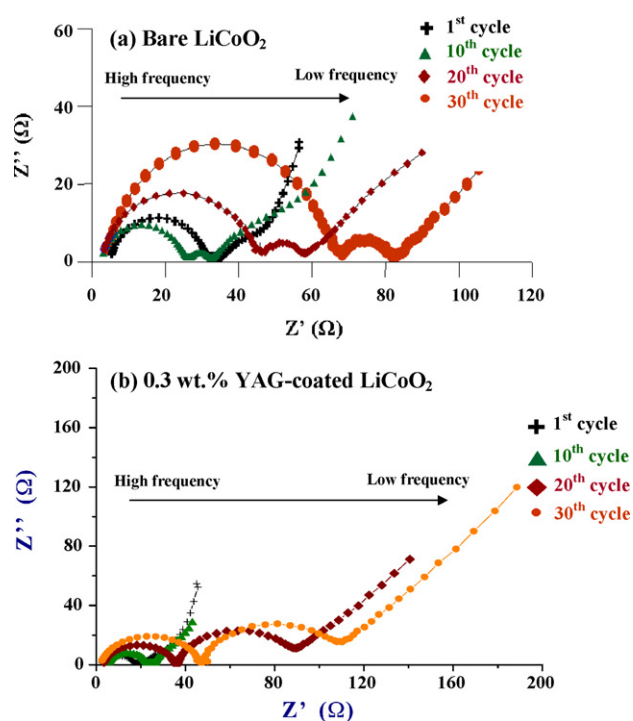 (a) Bare LiCoO₂
1ˢᵗ cycle
10ᵗʰ cycle
20ᵗʰ cycle
30ᵗʰ cycle
High frequency
Low frequency
60
40
20
0
Z'' (Ω)
0 20 40 60 80 100 120
Z' (Ω)
(b) 0.3 wt.% YAG-coated LiCoO₂
1ˢᵗ cycle
10ᵗʰ cycle
20ᵗʰ cycle
30ᵗʰ cycle
High frequency
Low frequency
200
160
120
80
40
0
Z'' (Ω)
0 40 80 120 160 200
Z' (Ω)